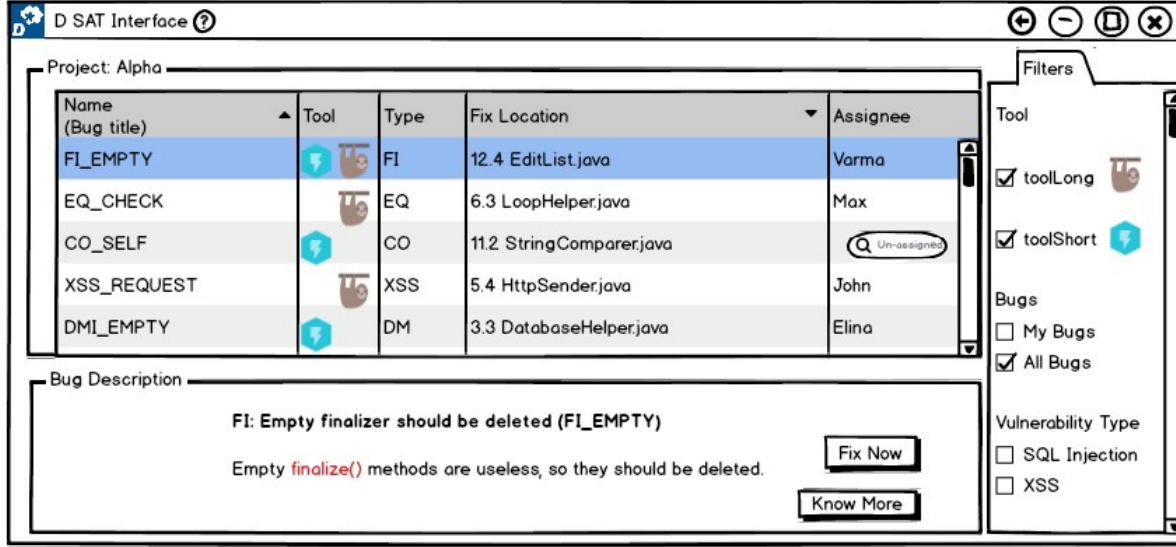 D D SAT Interface ?
Project: Alpha
Name
(Bug title)
Tool
Type
Fix Location
Assignee
FI_EMPTY FI 12.4 EditList.java Varma
EQ_CHECK EQ 6.3 LoopHelper.java Max
CO_SELF CO 11.2 StringComparer.java Un-assigned
XSS_REQUEST XSS 5.4 HttpSender.java John
DMI_EMPTY DM 3.3 DatabaseHelper.java Elina
Bug Description
FI: Empty finalizer should be deleted (FI_EMPTY)
Empty finalize() methods are useless, so they should be deleted.
Fix Now
Know More
Filters
Tool
toolLong
toolShort
Bugs
My Bugs
All Bugs
Vulnerability Type
SQL Injection
XSS